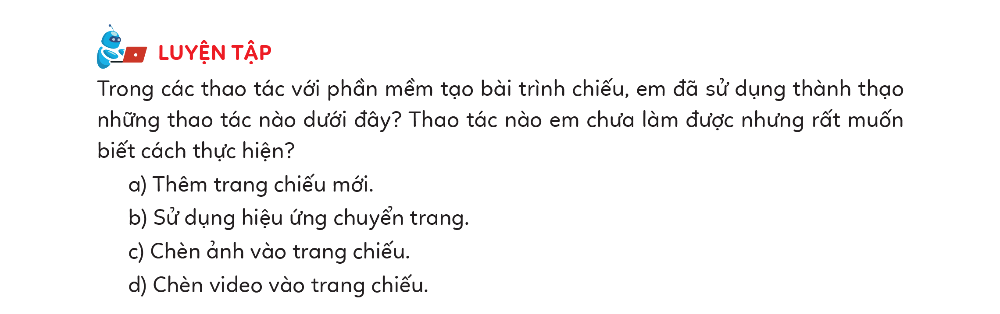 LUYỆN TẬP
Trong các thao tác với phần mềm tạo bài trình chiếu, em đã sử dụng thành thạo
những thao tác nào dưới đây? Thao tác nào em chưa làm được nhưng rất muốn
biết cách thực hiện?
a) Thêm trang chiếu mới.
b) Sử dụng hiệu ứng chuyển trang.
c) Chèn ảnh vào trang chiếu.
d) Chèn video vào trang chiếu.